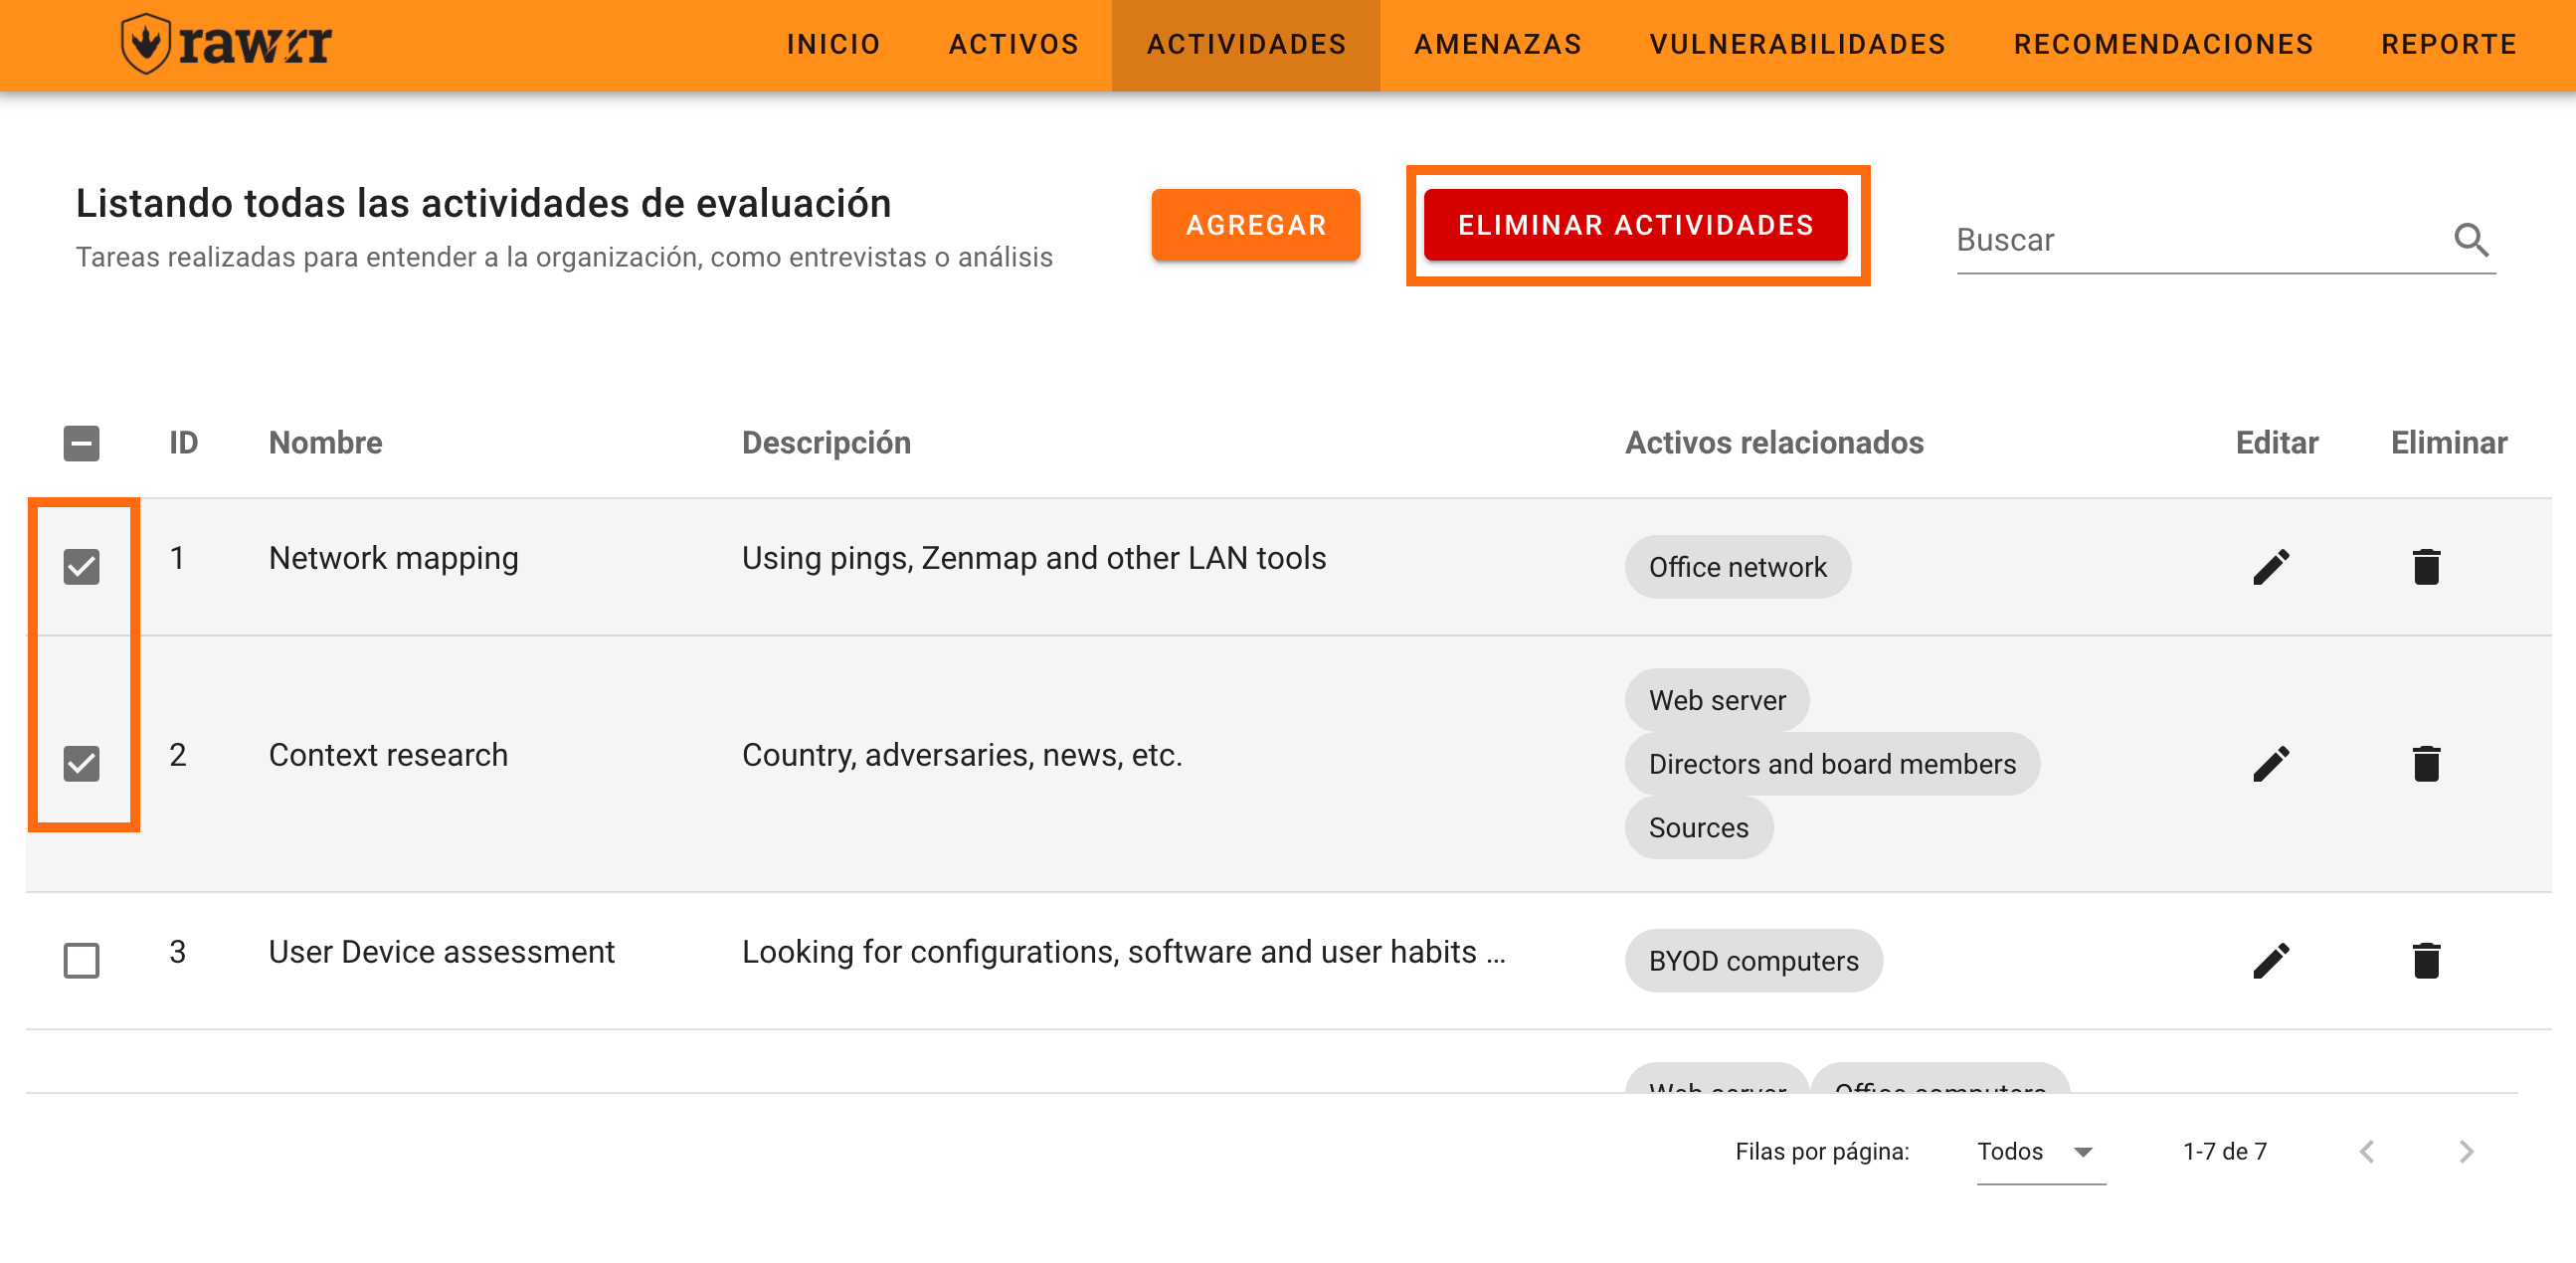 rawrr
INICIO ACTIVOS ACTIVIDADES AMENAZAS VULNERABILIDADES RECOMENDACIONES REPORTE
Listando todas las actividades de evaluación
Tareas realizadas para entender a la organización, como entrevistas o análisis
AGREGAR
ELIMINAR ACTIVIDADES
Buscar
ID Nombre Descripción Activos relacionados Editar Eliminar
1 Network mapping Using pings, Zenmap and other LAN tools Office network
2 Context research Country, adversaries, news, etc. Web server
Directors and board members
Sources
3 User Device assessment Looking for configurations, software and user habits ... BYOD computers
Web server Office computers
Filas por página: Todos 1-7 de 7